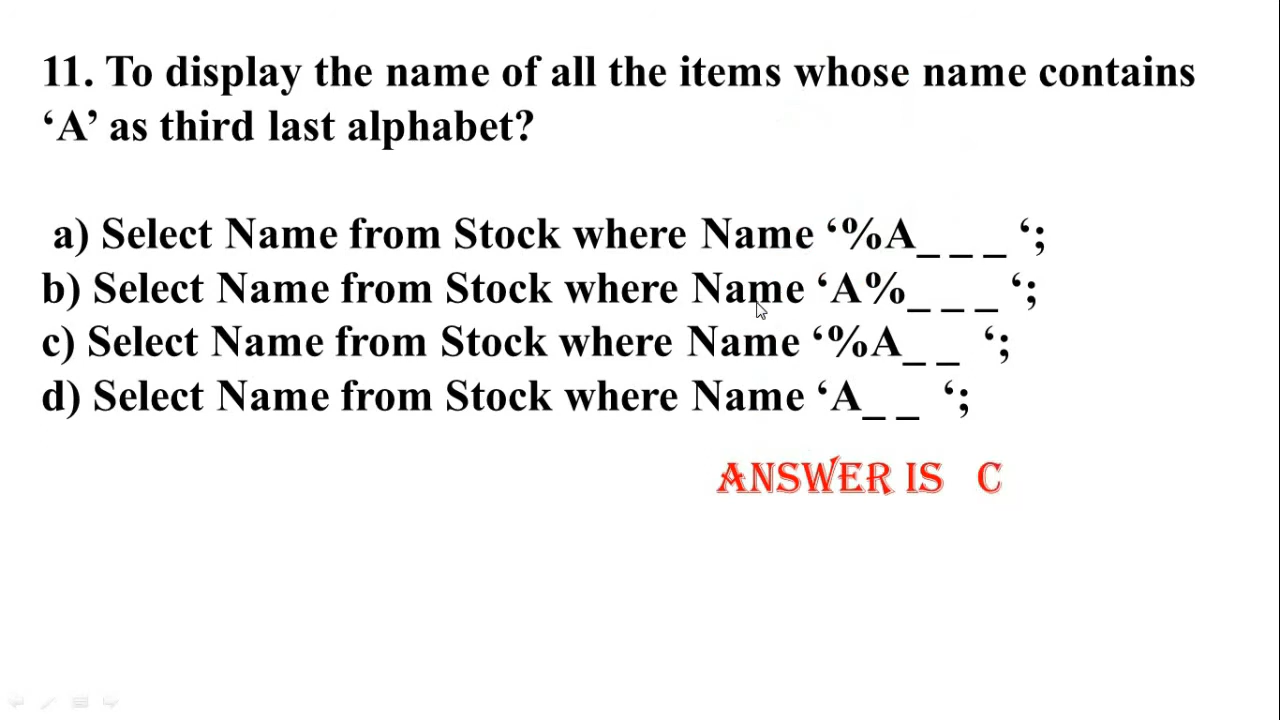 11. To display the name of all the items whose name contains
‘A’ as third last alphabet?
a) Select Name from Stock where Name ‘%A_ _ _ ‘;
b) Select Name from Stock where Name ‘A%_ _ _ ‘;
c) Select Name from Stock where Name ‘%A_ _ ‘;
d) Select Name from Stock where Name ‘A_ _ ‘;
ANSWER IS C